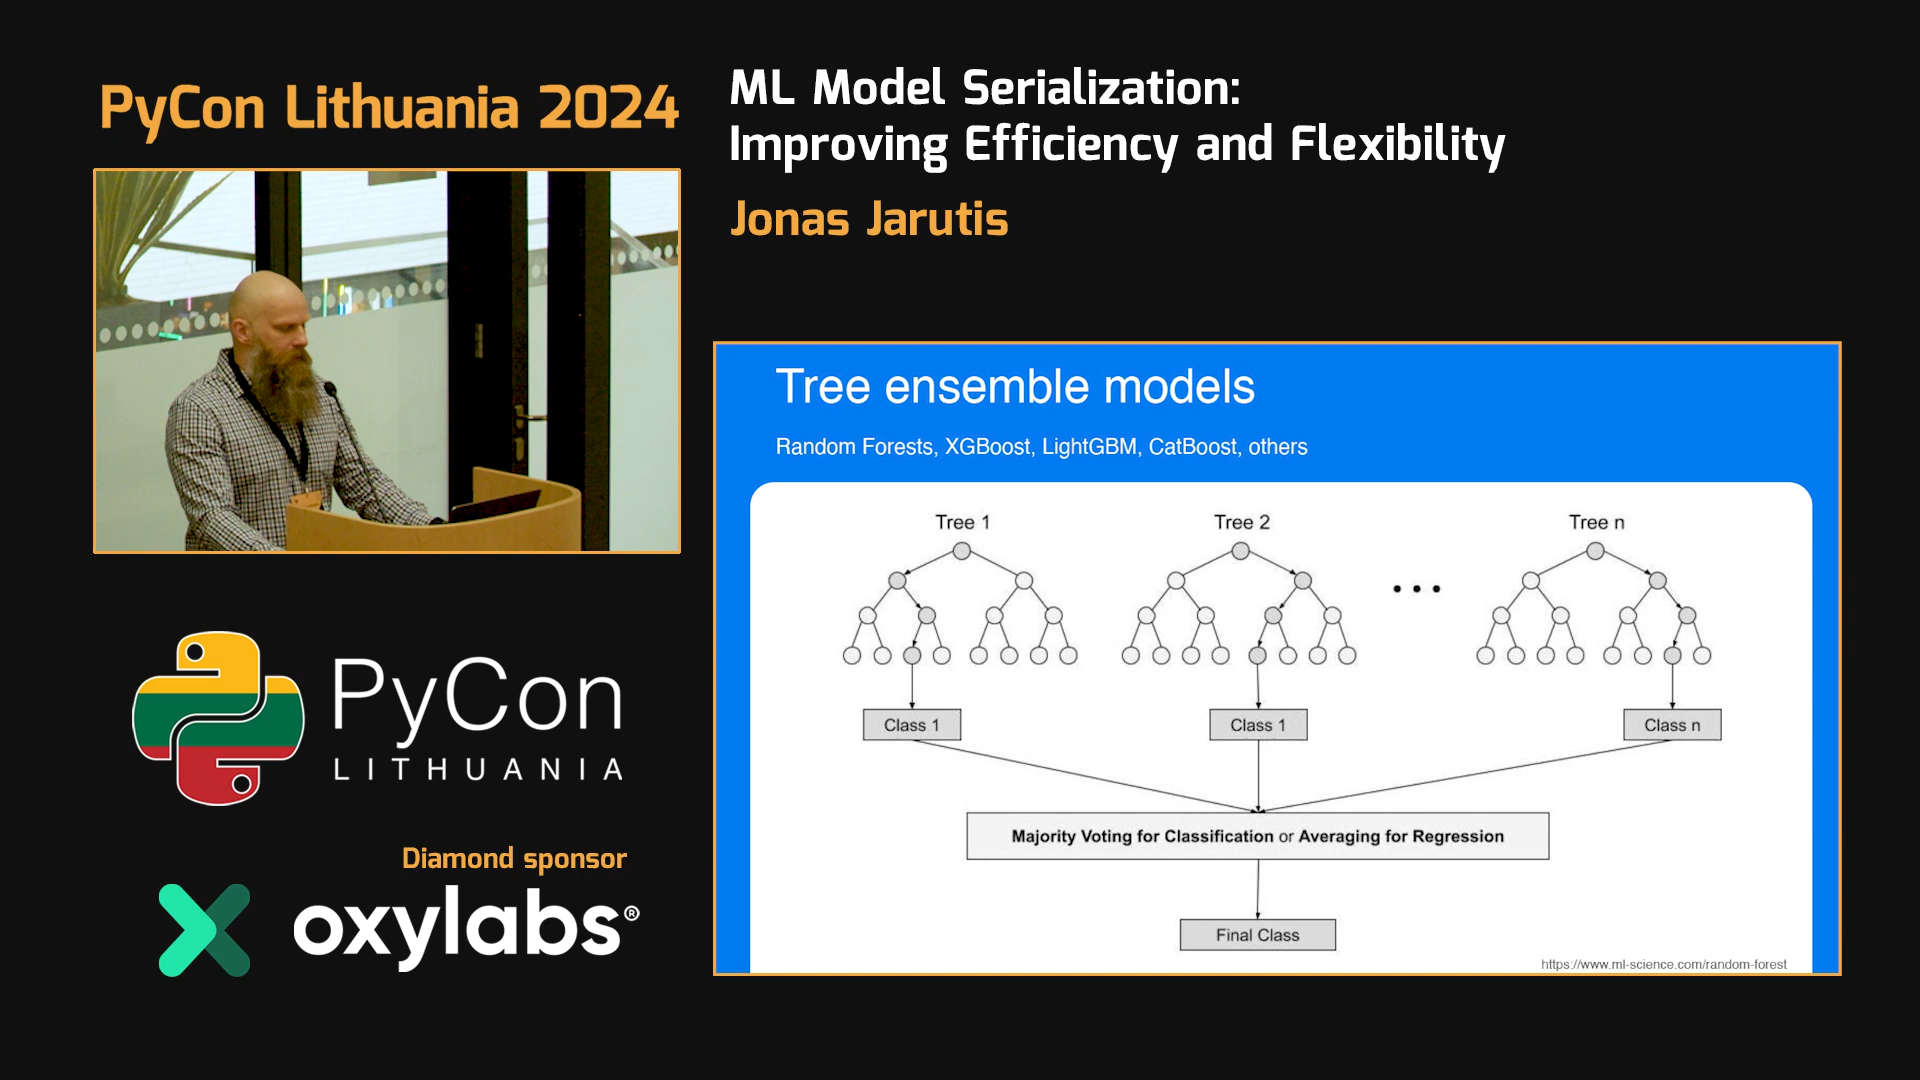 PyCon Lithuania 2024
ML Model Serialization:
Improving Efficiency and Flexibility
Jonas Jarutis
Tree ensemble models
Random Forests, XGBoost, LightGBM, CatBoost, others
Tree 1
Tree 2
Tree n
Class 1
Class 1
Class n
Majority Voting for Classification or Averaging for Regression
Final Class
https://www.ml-science.com/random-forest
PyCon
LITHUANIA
Diamond sponsor
oxylabs®